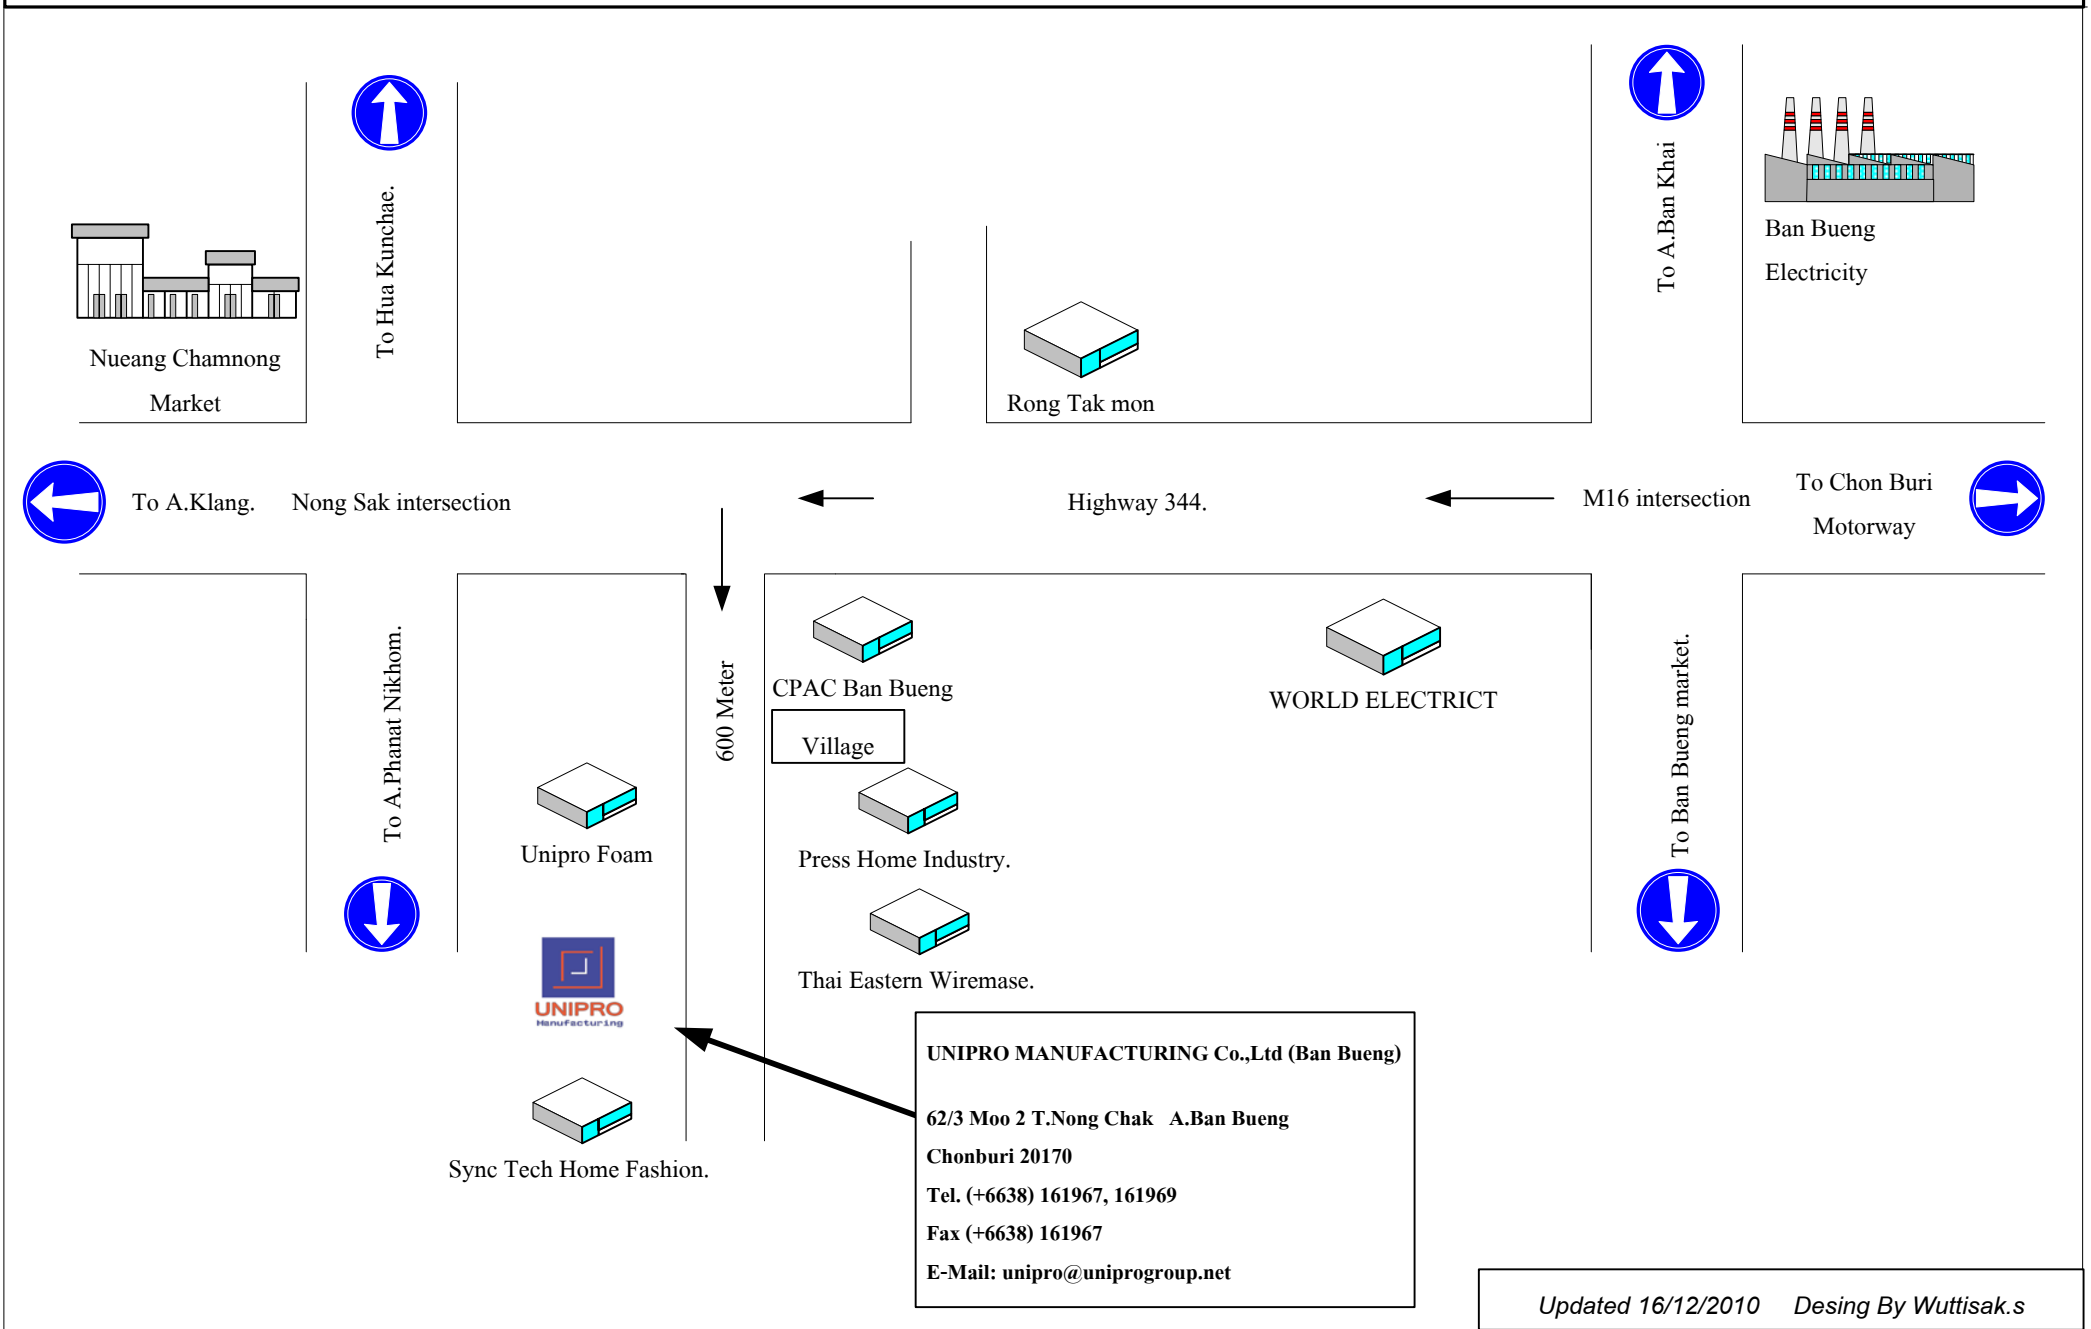 To Hua Kunchae.
To A.Ban Khai
Ban Bueng
Electricity
Nueang Chamnong
Market
Rong Tak mon
To A.Klang.
Nong Sak intersection
Highway 344.
M16 intersection
To Chon Buri
Motorway
To A.Phanat Nikhom.
600 Meter
CPAC Ban Bueng
Village
WORLD ELECTRICT
To Ban Bueng market.
Unipro Foam
Press Home Industry.
Thai Eastern Wiremase.
UNIPRO
Manufacturing
Sync Tech Home Fashion.
UNIPRO MANUFACTURING Co.,Ltd (Ban Bueng)
62/3 Moo 2 T.Nong Chak A.Ban Bueng
Chonburi 20170
Tel. (+6638) 161967, 161969
Fax (+6638) 161967
E-Mail: unipro@uniprogroup.net
Updated 16/12/2010 Desing By Wuttisak.s